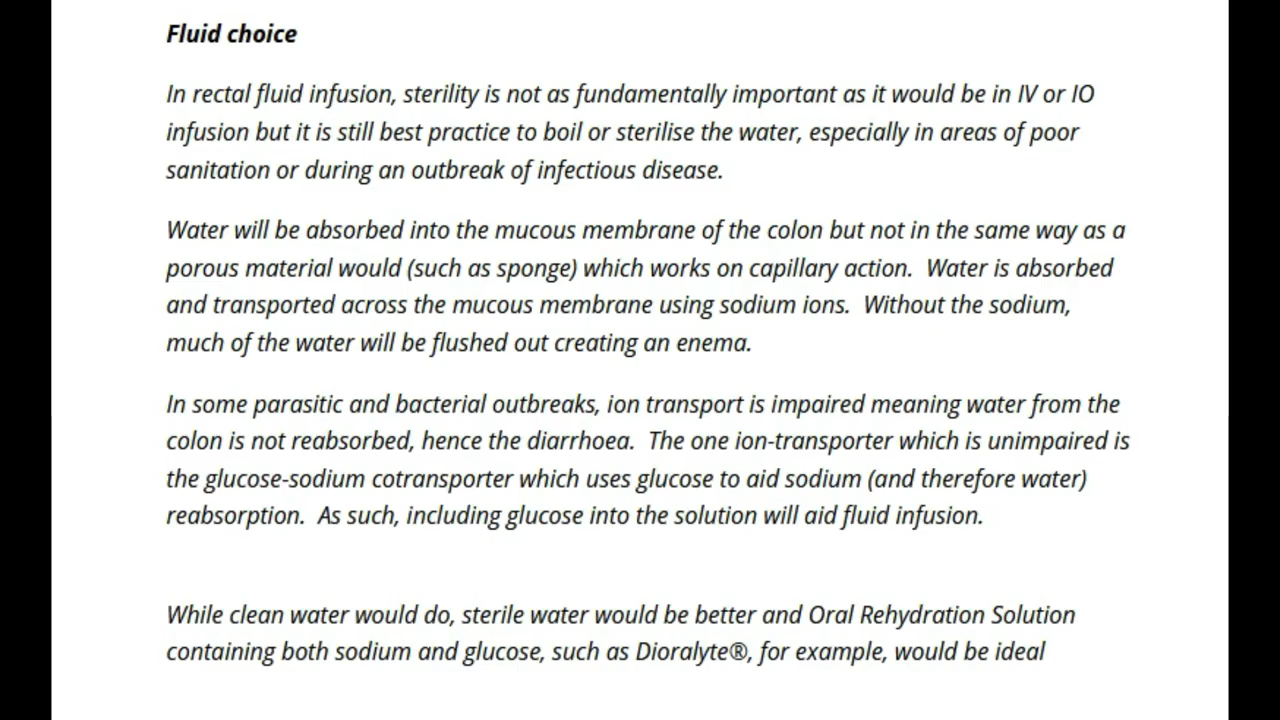 Fluid choice
In rectal fluid infusion, sterility is not as fundamentally important as it would be in IV or IO
infusion but it is still best practice to boil or sterilise the water, especially in areas of poor
sanitation or during an outbreak of infectious disease.
Water will be absorbed into the mucous membrane of the colon but not in the same way as a
porous material would (such as sponge) which works on capillary action.  Water is absorbed
and transported across the mucous membrane using sodium ions.  Without the sodium,
much of the water will be flushed out creating an enema.
In some parasitic and bacterial outbreaks, ion transport is impaired meaning water from the
colon is not reabsorbed, hence the diarrhoea.  The one ion-transporter which is unimpaired is
the glucose-sodium cotransporter which uses glucose to aid sodium (and therefore water)
reabsorption.  As such, including glucose into the solution will aid fluid infusion.
While clean water would do, sterile water would be better and Oral Rehydration Solution
containing both sodium and glucose, such as Dioralyte®, for example, would be ideal